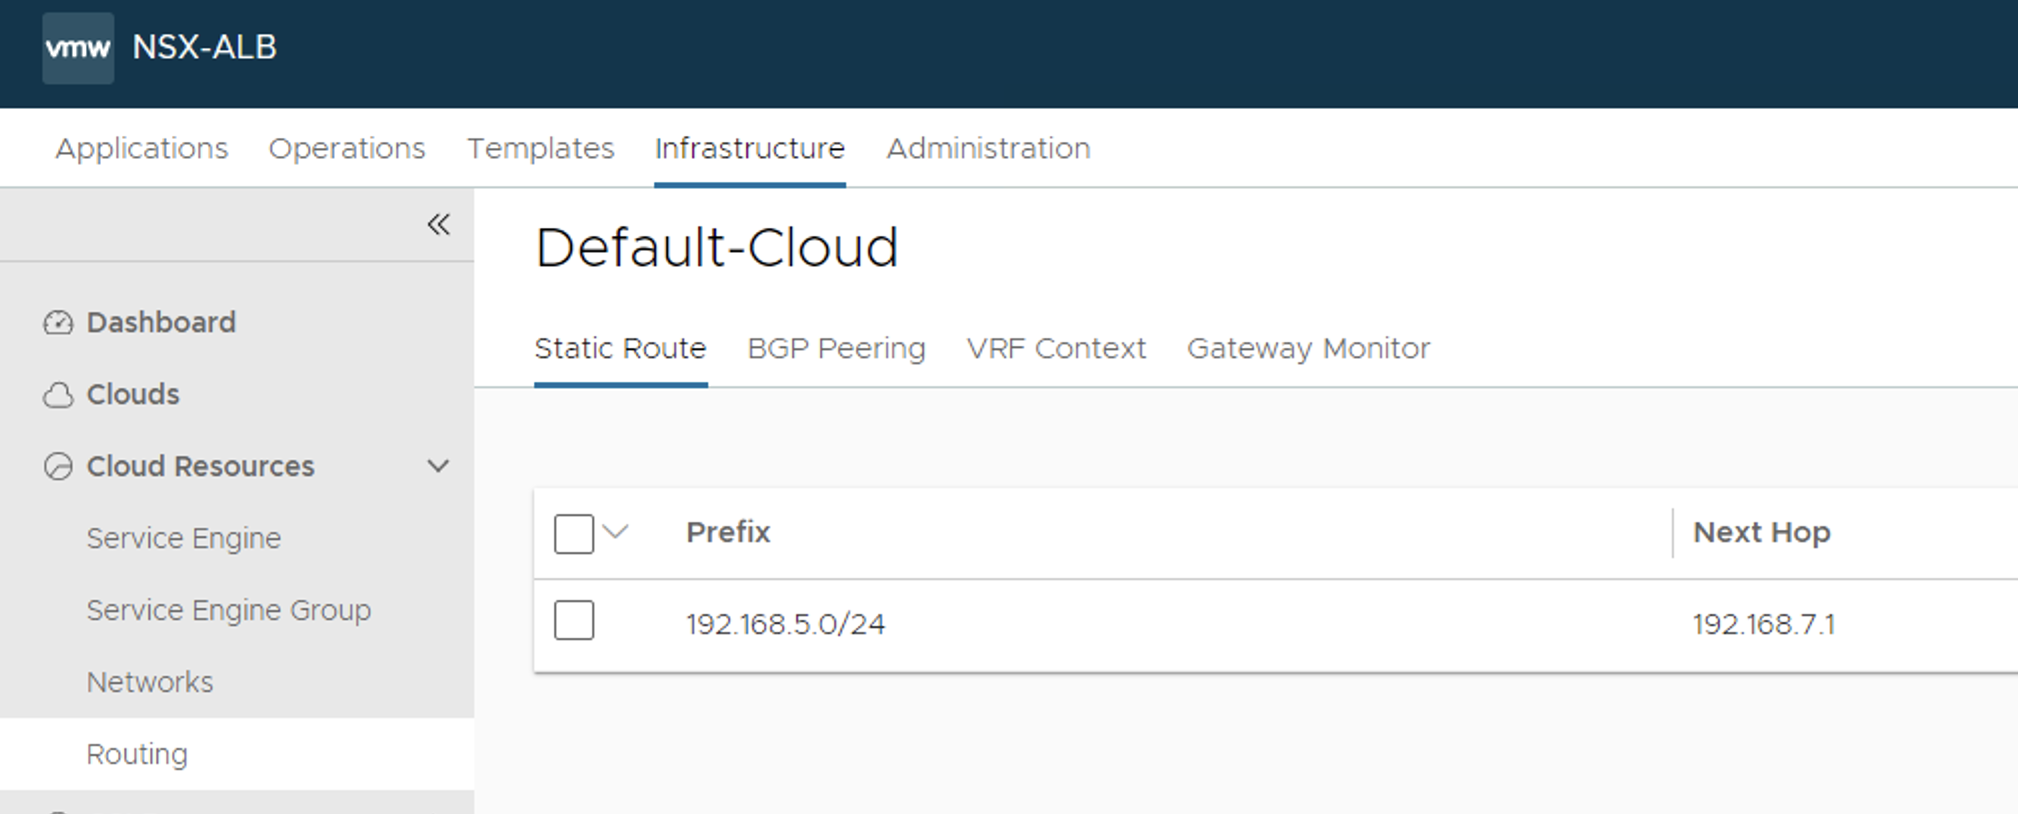 vmw NSX-ALB
Applications Operations Templates Infrastructure Administration
Default-Cloud
Dashboard
Static Route BGP Peering VRF Context Gateway Monitor
Clouds
Cloud Resources
Service Engine
Service Engine Group
Networks
Routing
Prefix Next Hop
192.168.5.0/24 192.168.7.1